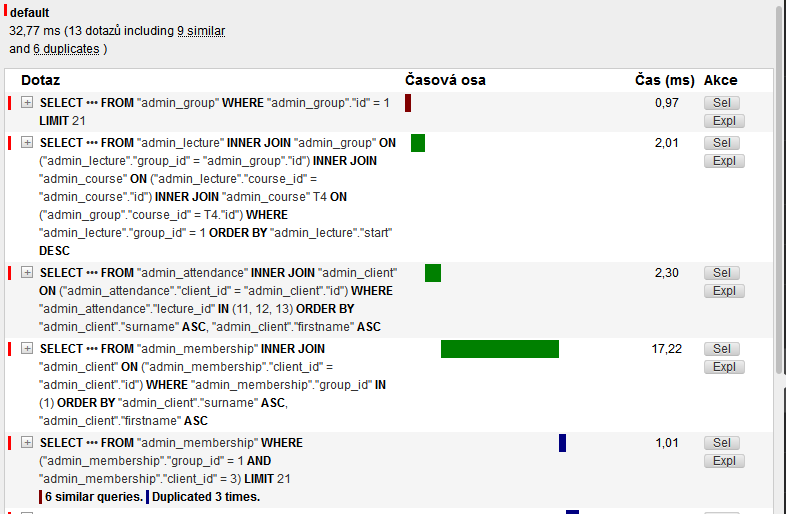 default
32,77 ms (13 dotazů including 9 similar
and 6 duplicates )
Dotaz Časová osa Čas (ms) Akce
+ SELECT ••• FROM "admin_group" WHERE "admin_group"."id" = 1 0,97 Sel
LIMIT 21 Expl
+ SELECT ••• FROM "admin_lecture" INNER JOIN "admin_group" ON 2,01 Sel
("admin_lecture"."group_id" = "admin_group"."id") INNER JOIN Expl
"admin_course" ON ("admin_lecture"."course_id" =
"admin_course"."id") INNER JOIN "admin_course" T4 ON
("admin_group"."course_id" = T4."id") WHERE
"admin_lecture"."group_id" = 1 ORDER BY "admin_lecture"."start"
DESC
+ SELECT ••• FROM "admin_attendance" INNER JOIN "admin_client" 2,30 Sel
ON ("admin_attendance"."client_id" = "admin_client"."id") WHERE Expl
"admin_attendance"."lecture_id" IN (11, 12, 13) ORDER BY
"admin_client"."surname" ASC, "admin_client"."firstname" ASC
+ SELECT ••• FROM "admin_membership" INNER JOIN 17,22 Sel
"admin_client" ON ("admin_membership"."client_id" = Expl
"admin_client"."id") WHERE "admin_membership"."group_id" IN
(1) ORDER BY "admin_client"."surname" ASC,
"admin_client"."firstname" ASC
+ SELECT ••• FROM "admin_membership" WHERE 1,01 Sel
("admin_membership"."group_id" = 1 AND Expl
"admin_membership"."client_id" = 3) LIMIT 21
6 similar queries. Duplicated 3 times.